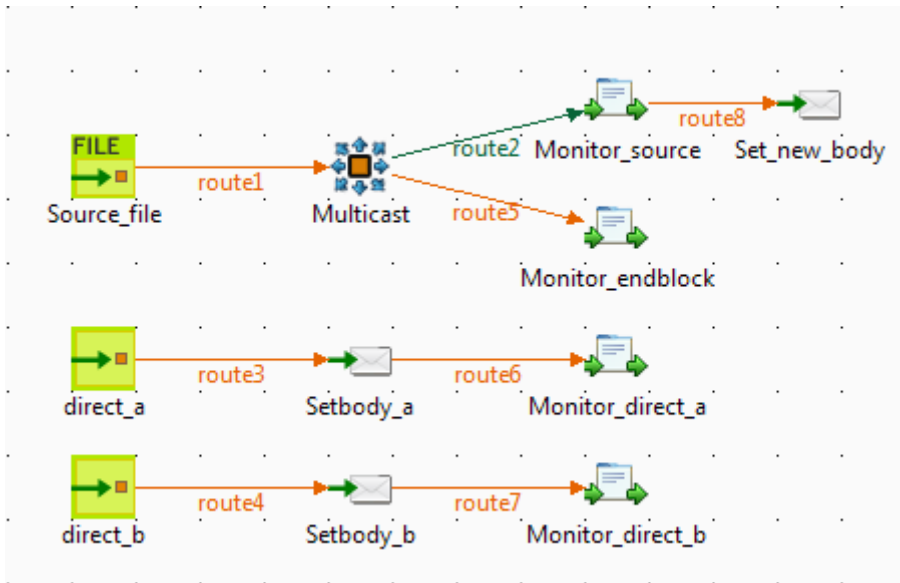 FILE
route1
Source_file
Multicast
route2
Monitor_source
route8
Set_new_body
route5
Monitor_endblock
route3
direct_a
Setbody_a
route6
Monitor_direct_a
route4
direct_b
Setbody_b
route7
Monitor_direct_b